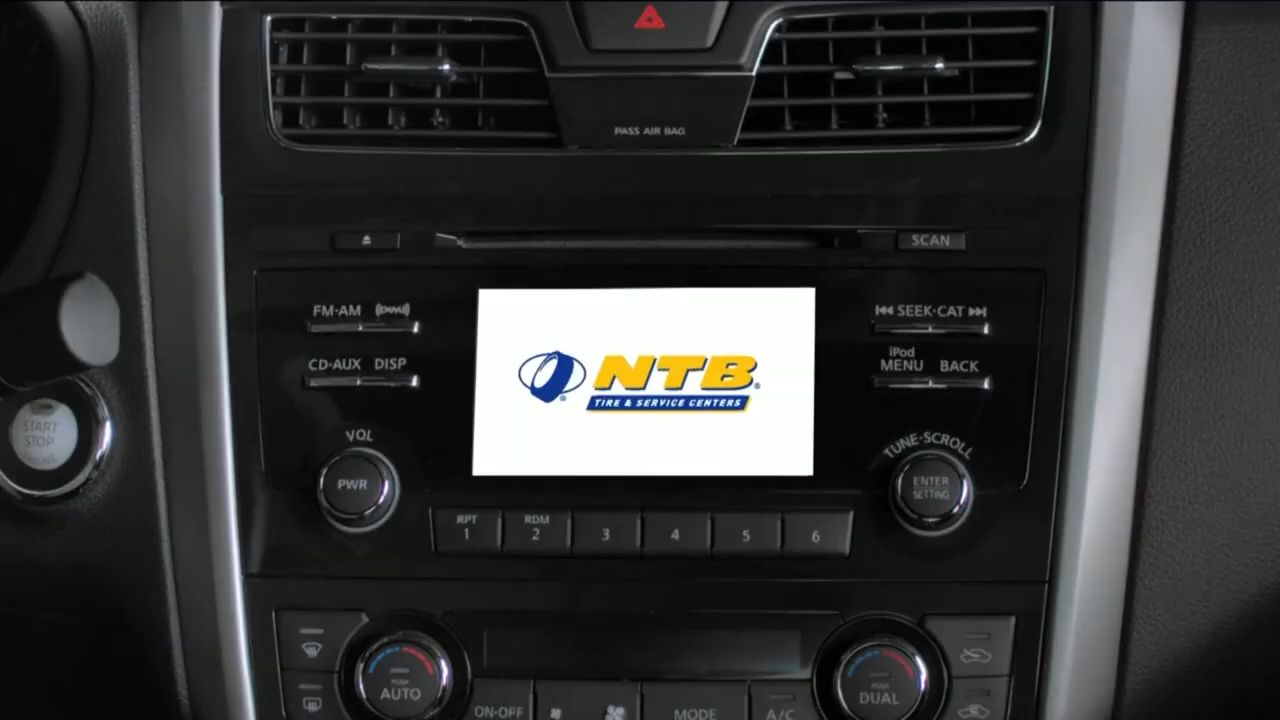 PASS AIR BAG
SCAN
FM·AM
CD·AUX DISP
SEEK·CAT
iPod
MENU BACK
NTB
TIRE & SERVICE CENTERS
START
STOP
VOL
PWR
TUNE·SCROLL
ENTER
SETTING
RPT
1
RDM
2
3
4
5
6
PUSH
AUTO
PUSH
DUAL
ON·OFF
MODE
A/C